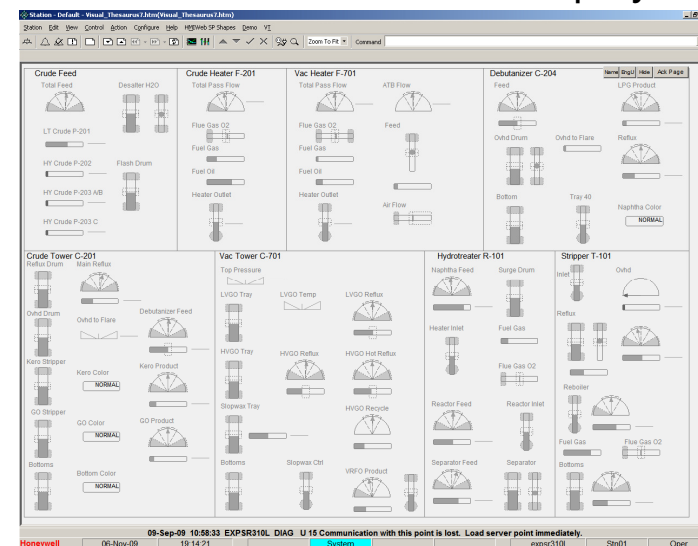 Station - Default - Visual_Thesaurus7.htm(Visual_Thesaurus7.htm)
Station Edit View Control Action Configure Help HMIWeb SP Shapes Demo VI
Zoom To Fit Command
Name EngU Hide Ack Page
Crude Feed
Total Feed Desalter H2O
LT Crude P-201
HY Crude P-202 Flash Drum
HY Crude P-203 A/B
HY Crude P-203 C
Crude Heater F-201
Total Pass Flow
Flue Gas O2
Fuel Gas
Fuel Oil
Heater Outlet
Vac Heater F-701
Total Pass Flow ATB Flow
Flue Gas O2 Feed
Fuel Gas
Fuel Oil
Heater Outlet
Air Flow
Debutanizer C-204
Feed LPG Product
Ovhd Drum Ovhd to Flare Reflux
Bottom Tray 40
Naphtha Color
NORMAL
Crude Tower C-201
Reflux Drum Main Reflux
Ovhd Drum Ovhd to Flare Debutanizer Feed
Kero Stripper Kero Color Kero Product
NORMAL
GO Stripper GO Color GO Product
NORMAL
Bottoms Bottom Color
NORMAL
Vac Tower C-701
Top Pressure
LVGO Tray LVGO Temp LVGO Reflux
HVGO Tray HVGO Reflux HVGO Hot Reflux
Slopwax Tray HVGO Recycle
Bottoms Slopwax Ctrl VRFO Product
Hydrotreater R-101
Naphtha Feed Surge Drum
Heater Inlet Fuel Gas
Flue Gas O2
Reactor Feed Reactor Inlet
Separator Feed Separator
Stripper T-101
Inlet Ovhd
Reflux
Reboiler
Fuel Gas Flue Gas O2
Bottoms
09-Sep-09 10:58:33 EXPSR310L DIAG U 15 Communication with this point is lost. Load server point immediately.
Honeywell 06-Nov-09 19:14:21 System expsr310l Stn01 Oper